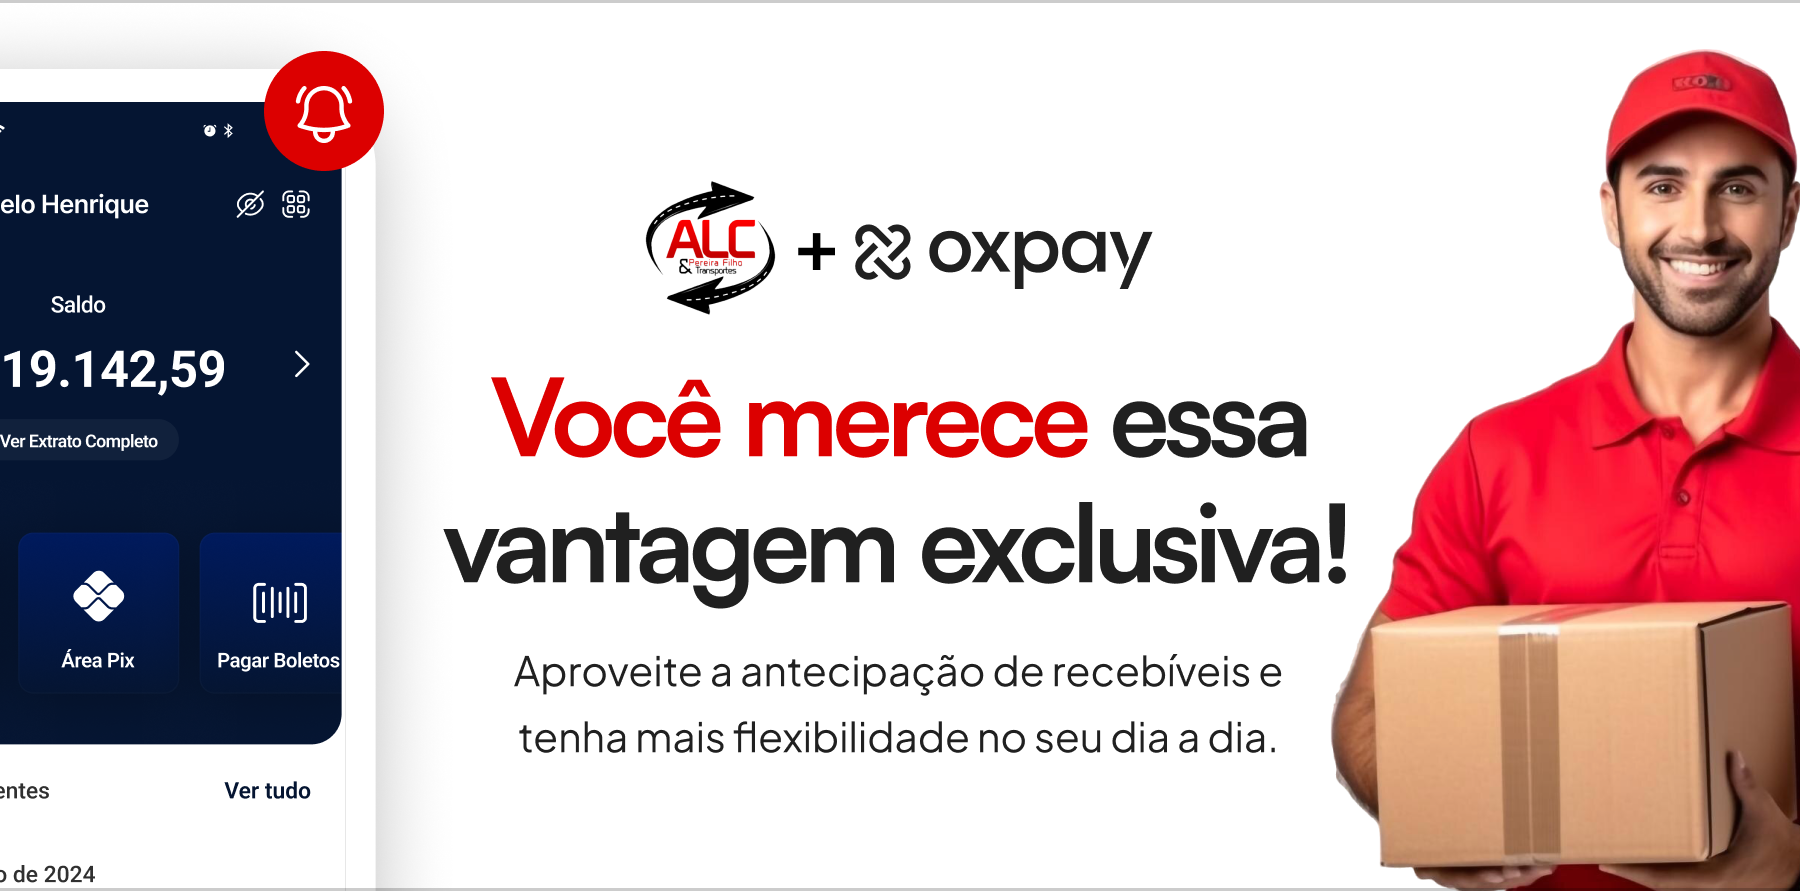 elo Henrique
Saldo
19.142,59
Ver Extrato Completo
Área Pix
Pagar Boletos
entes
Ver tudo
o de 2024
ALC
& Pereira Filho
Transportes
+ oxpay
Você merece essa
vantagem exclusiva!
Aproveite a antecipação de recebíveis e
tenha mais flexibilidade no seu dia a dia.